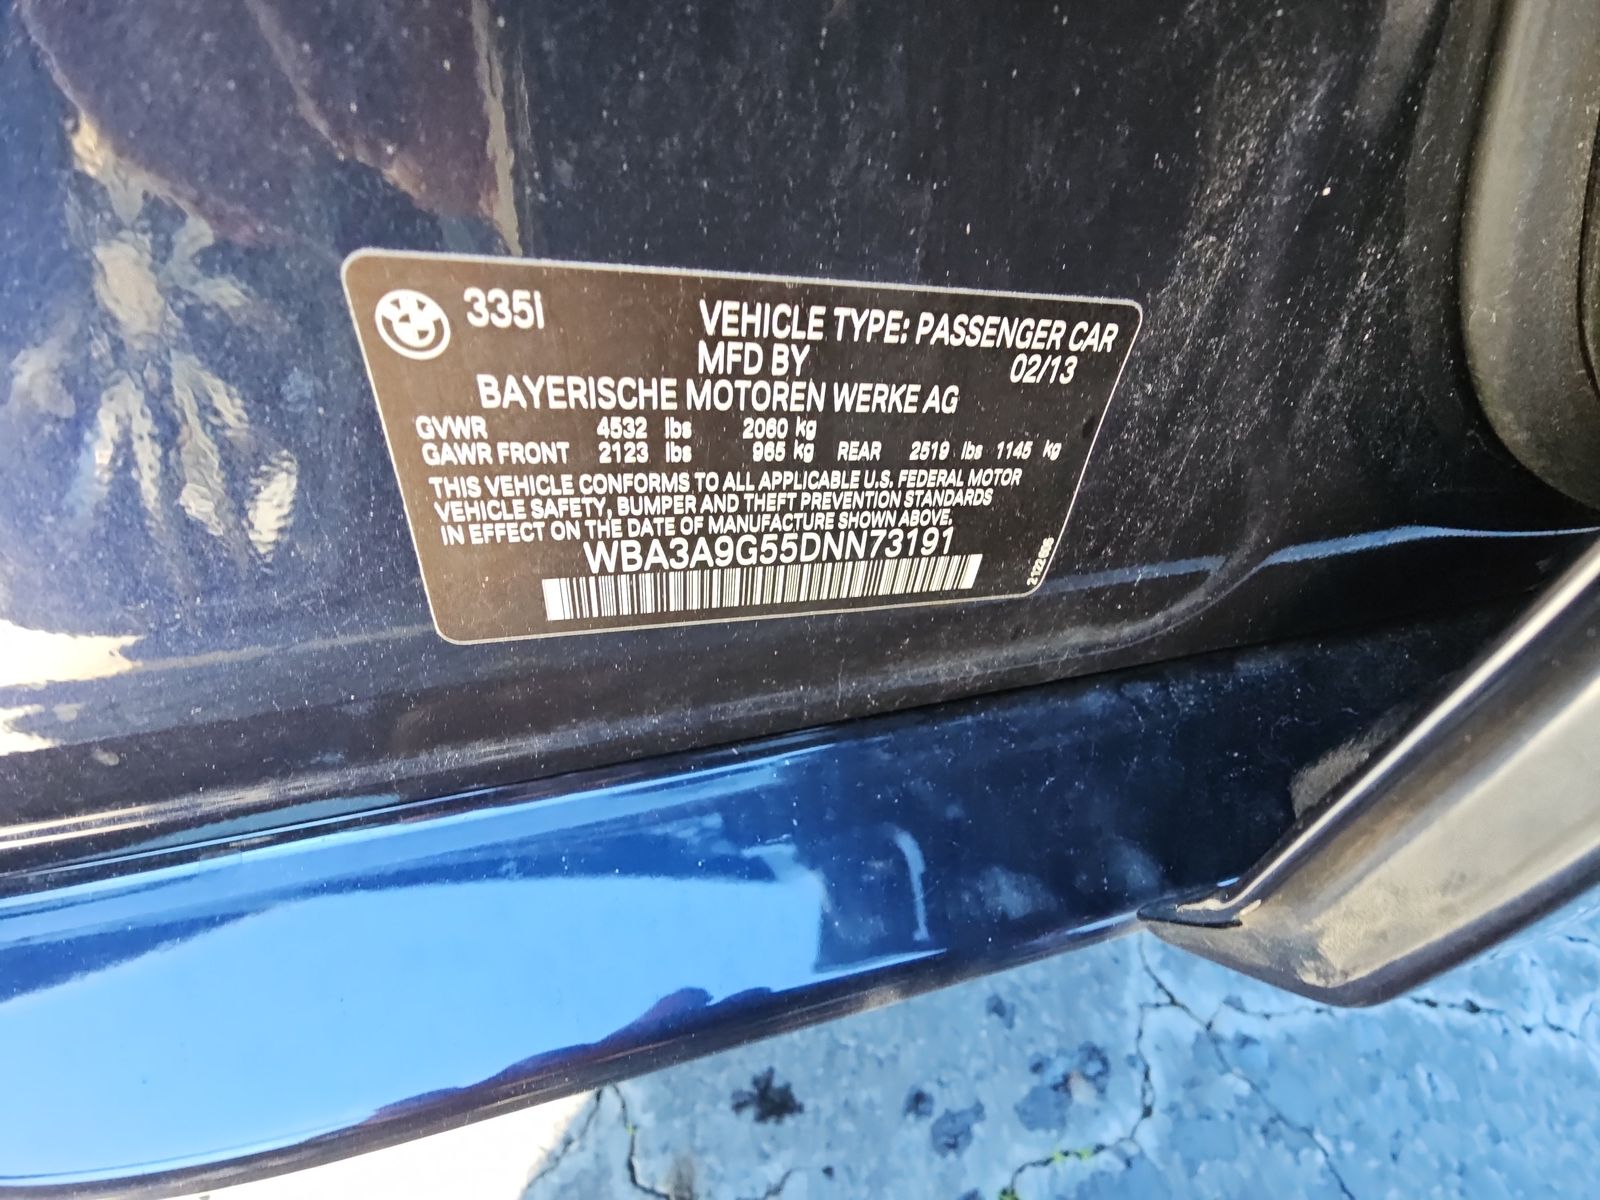 335i
VEHICLE TYPE: PASSENGER CAR
MFD BY 02/13
BAYERISCHE MOTOREN WERKE AG
GVWR 4532 lbs 2060 kg
GAWR FRONT 2123 lbs 965 kg REAR 2519 lbs 1145 kg
THIS VEHICLE CONFORMS TO ALL APPLICABLE U.S. FEDERAL MOTOR
VEHICLE SAFETY, BUMPER AND THEFT PREVENTION STANDARDS
IN EFFECT ON THE DATE OF MANUFACTURE SHOWN ABOVE.
WBA3A9G55DNN73191